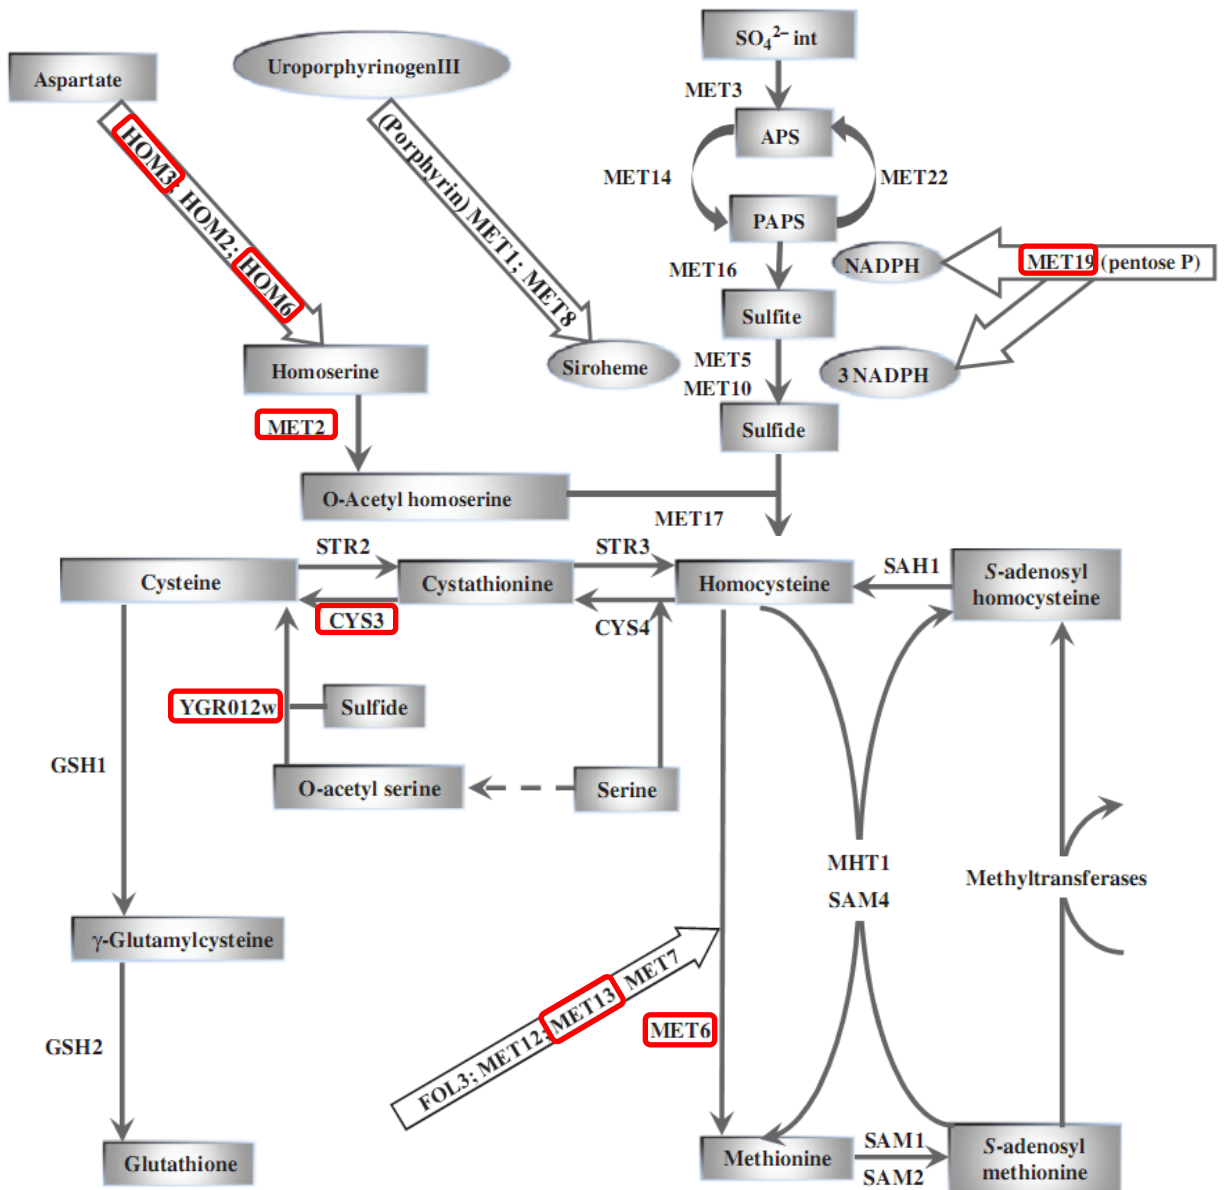 Aspartate
UroporphyrinogenIII
SO₄²⁻ int
MET3
HOM3; HOM2; HOM6
(Porphyrin) MET1; MET8
APS
MET14
MET22
PAPS
MET16
NADPH
MET19 (pentose P)
Sulfite
Homoserine
Siroheme
MET5
MET10
3 NADPH
MET2
Sulfide
O-Acetyl homoserine
MET17
STR2
STR3
Cysteine
Cystathionine
Homocysteine
SAH1
S-adenosyl
homocysteine
CYS3
CYS4
YGR012w
Sulfide
GSH1
O-acetyl serine
Serine
MHT1
SAM4
Methyltransferases
γ-Glutamylcysteine
FOL3; MET12; MET13 MET7
MET6
GSH2
Glutathione
Methionine
SAM1
SAM2
S-adenosyl
methionine